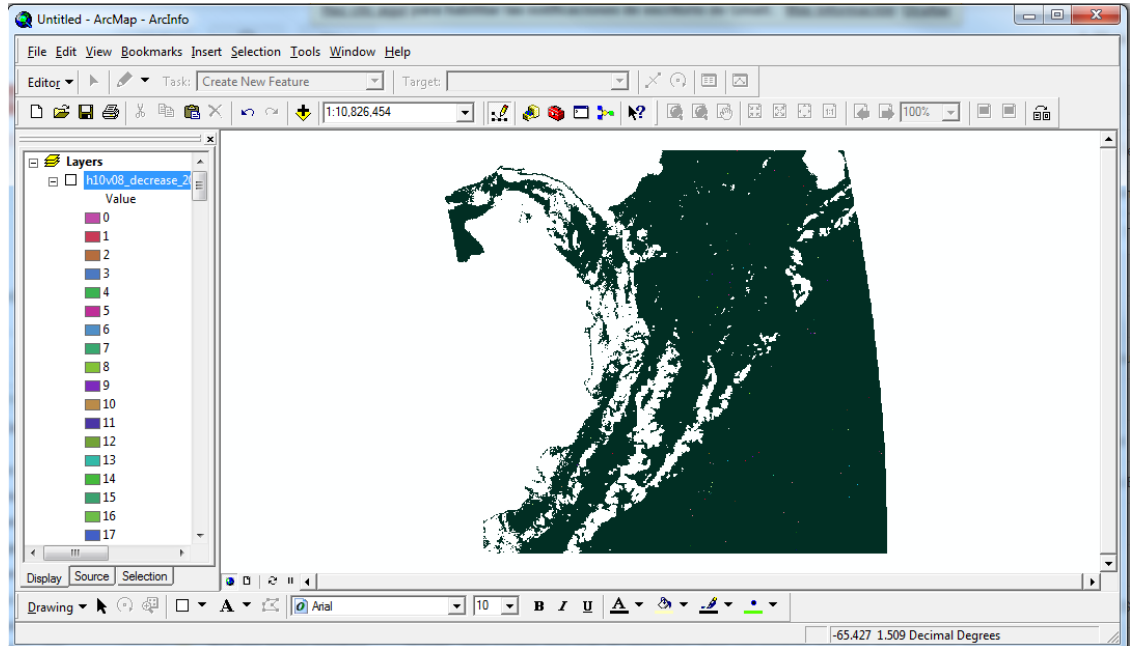 Untitled - ArcMap - ArcInfo
File Edit View Bookmarks Insert Selection Tools Window Help
Editor Task: Create New Feature Target:
1:10,826,454 100%
Layers
h10v08_decrease_20
Value
0
1
2
3
4
5
6
7
8
9
10
11
12
13
14
15
16
17
Display Source Selection
Drawing A Arial 10 B I U A
-65.427 1.509 Decimal Degrees